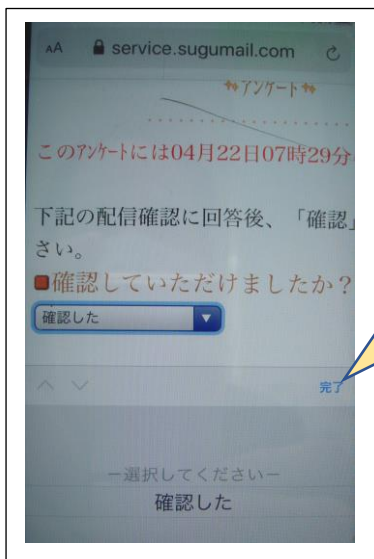 AA service.sugumail.com
アンケート
このアンケートには04月22日07時29分
下記の配信確認に回答後、「確認」
さい。
■確認していただけましたか?
確認した
完了
ー選択してくださいー
確認した